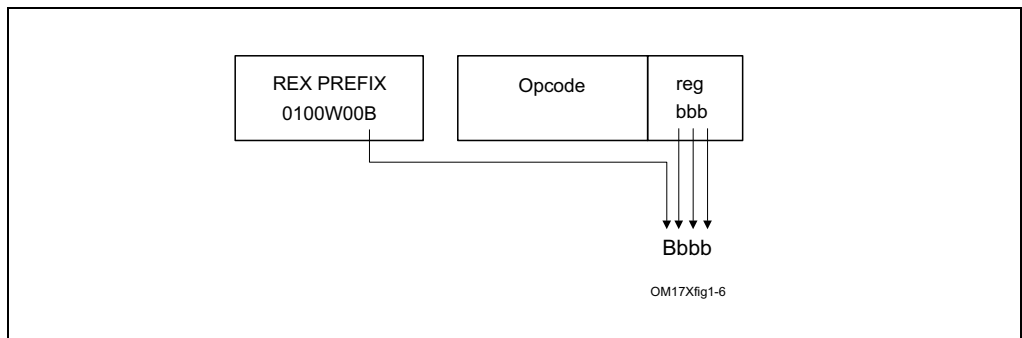 REX PREFIX
0100W00B
Opcode
reg
bbb
Bbbb
OM17Xfig1-6